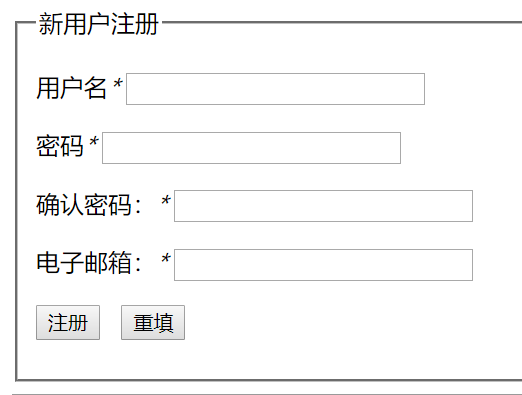 新用户注册
用户名*
密码*
确认密码： *
电子邮箱： *
注册 重填